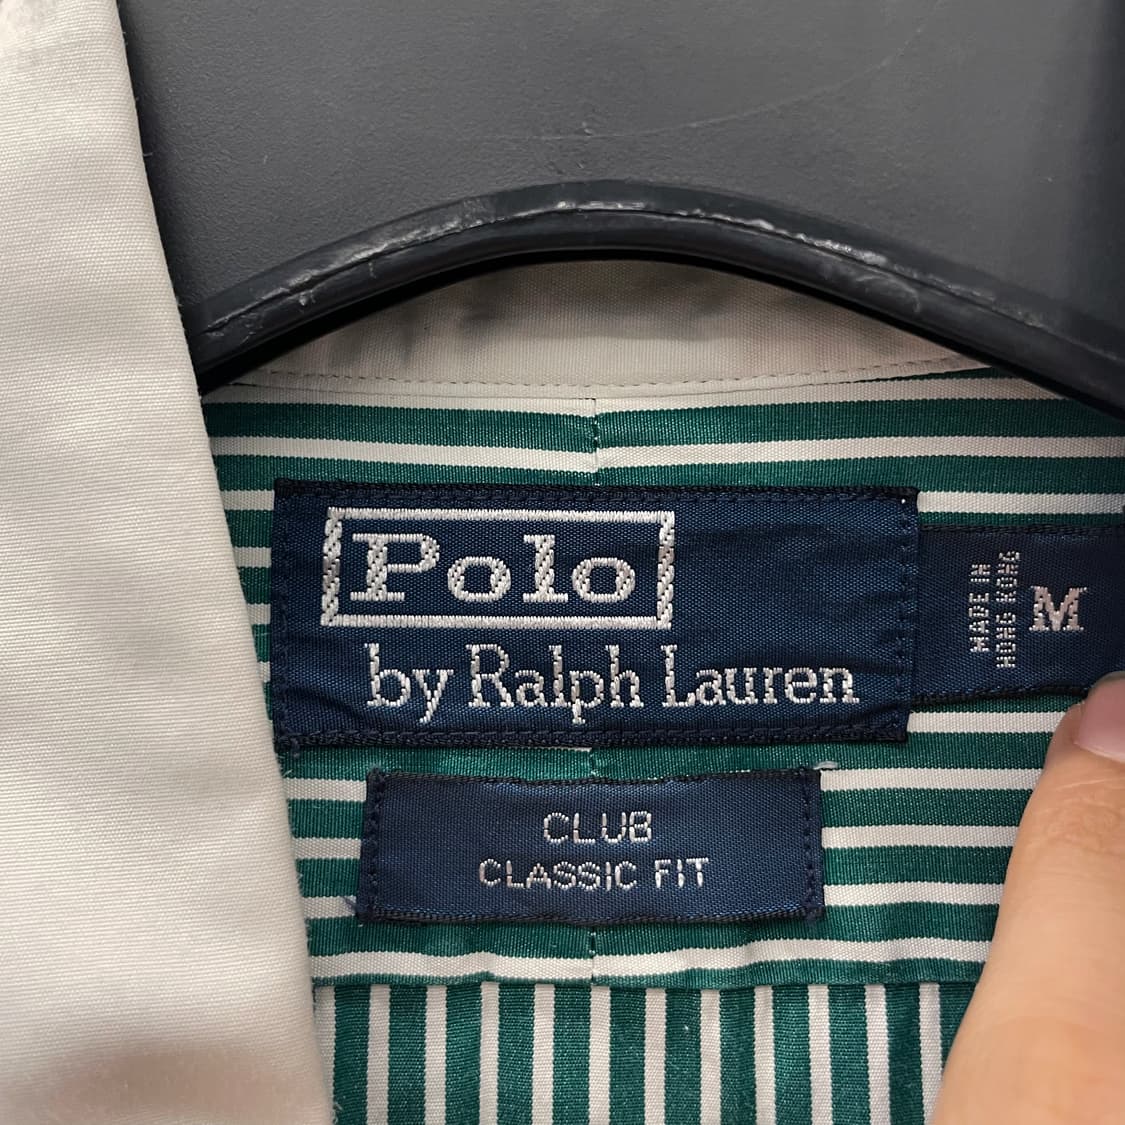 Polo
by Ralph Lauren
MADE IN
HONG KONG
M
CLUB
CLASSIC FIT